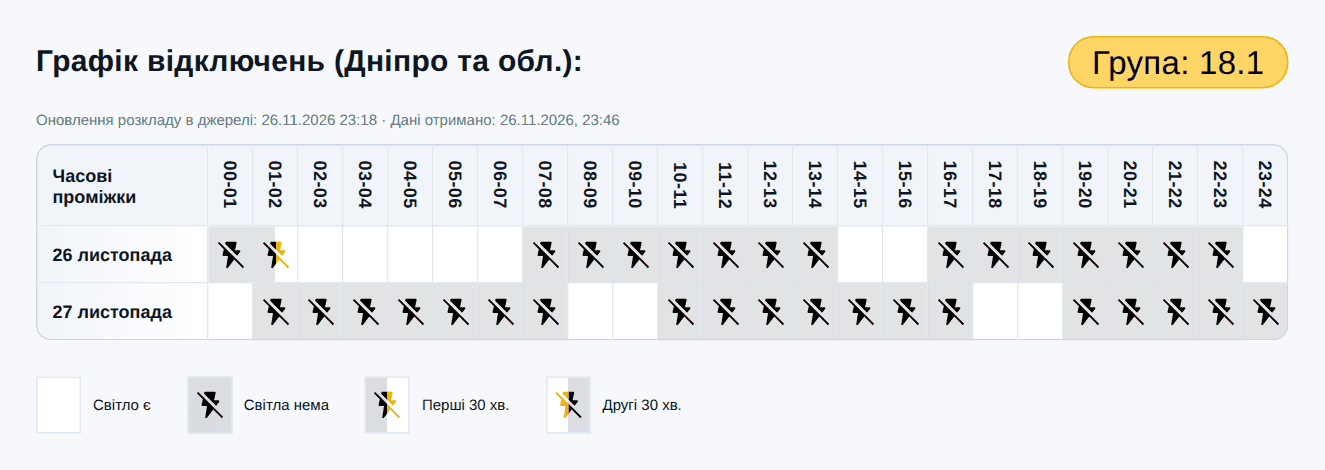 Графік відключень (Дніпро та обл.):
Група: 18.1
Оновлення розкладу в джерелі: 26.11.2026 23:18 · Дані отримано: 26.11.2026, 23:46
Часові
проміжки
00-01
01-02
02-03
03-04
04-05
05-06
06-07
07-08
08-09
09-10
10-11
11-12
12-13
13-14
14-15
15-16
16-17
17-18
18-19
19-20
20-21
21-22
22-23
23-24
26 листопада
27 листопада
Світло є
Світла нема
Перші 30 хв.
Другі 30 хв.